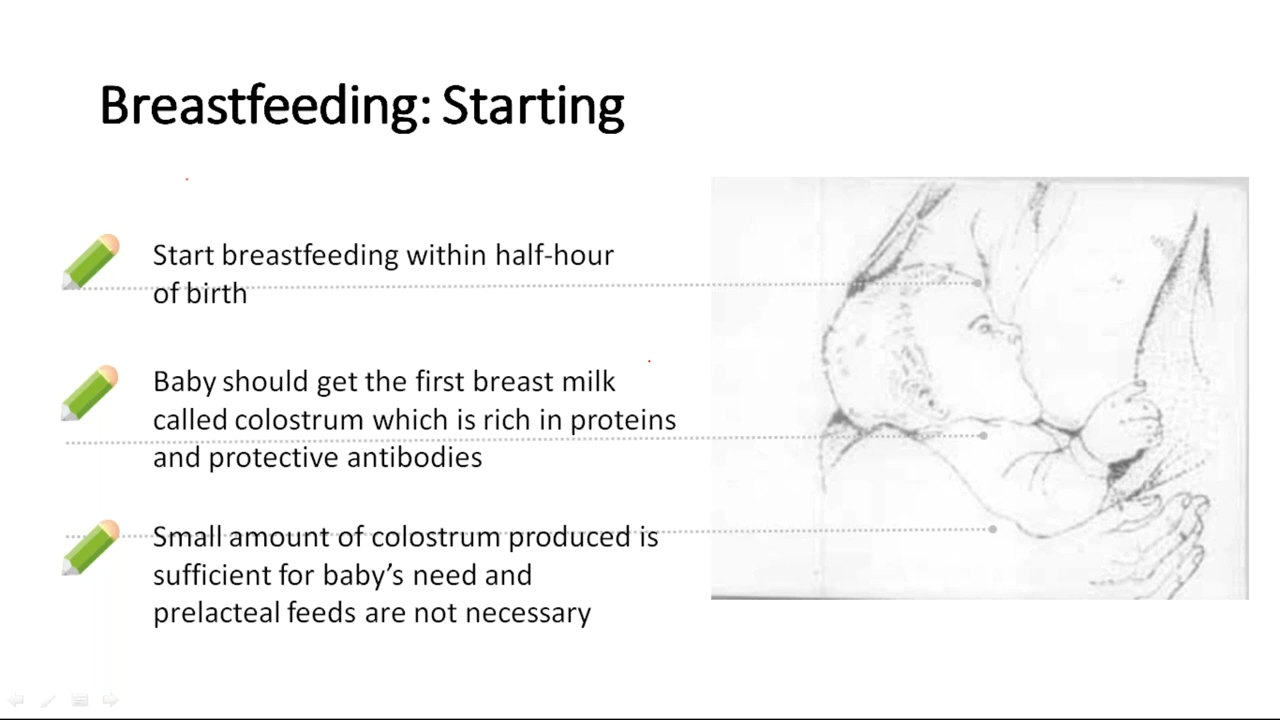 Breastfeeding: Starting
Start breastfeeding within half-hour
of birth
Baby should get the first breast milk
called colostrum which is rich in proteins
and protective antibodies
Small amount of colostrum produced is
sufficient for baby’s need and
prelacteal feeds are not necessary